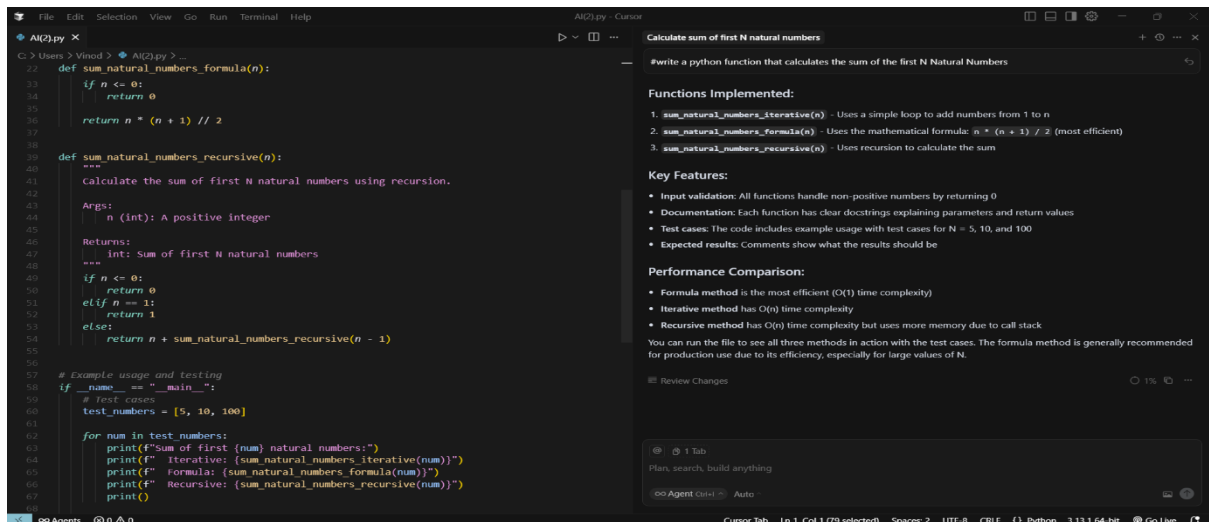 File Edit Selection View Go Run Terminal Help
AI(2).py - Cursor
AI(2).py
C: > Users > Vinod > AI(2).py > ...
22 def sum_natural_numbers_formula(n):
33 if n <= 0:
34 return 0
35
36 return n * (n + 1) // 2
37
38
39 def sum_natural_numbers_recursive(n):
40 """
41 Calculate the sum of first N natural numbers using recursion.
42
43 Args:
44 n (int): A positive integer
45
46 Returns:
47 int: Sum of first N natural numbers
48 """
49 if n <= 0:
50 return 0
51 elif n == 1:
52 return 1
53 else:
54 return n + sum_natural_numbers_recursive(n - 1)
55
56
57 # Example usage and testing
58 if __name__ == "__main__":
59 # Test cases
60 test_numbers = [5, 10, 100]
61
62 for num in test_numbers:
63 print(f"Sum of first {num} natural numbers:")
64 print(f" Iterative: {sum_natural_numbers_iterative(num)}")
65 print(f" Formula: {sum_natural_numbers_formula(num)}")
66 print(f" Recursive: {sum_natural_numbers_recursive(num)}")
67 print()
68
Calculate sum of first N natural numbers
#write a python function that calculates the sum of the first N Natural Numbers
Functions Implemented:
1. sum_natural_numbers_iterative(n) - Uses a simple loop to add numbers from 1 to n
2. sum_natural_numbers_formula(n) - Uses the mathematical formula: n * (n + 1) / 2 (most efficient)
3. sum_natural_numbers_recursive(n) - Uses recursion to calculate the sum
Key Features:
• Input validation: All functions handle non-positive numbers by returning 0
• Documentation: Each function has clear docstrings explaining parameters and return values
• Test cases: The code includes example usage with test cases for N = 5, 10, and 100
• Expected results: Comments show what the results should be
Performance Comparison:
• Formula method is the most efficient (O(1) time complexity)
• Iterative method has O(n) time complexity
• Recursive method has O(n) time complexity but uses more memory due to call stack
You can run the file to see all three methods in action with the test cases. The formula method is generally recommended
for production use due to its efficiency, especially for large values of N.
Review Changes
1%
@ 1 Tab
Plan, search, build anything
Agent Ctrl+I Auto
Agents 0 0
Cursor Tab Ln 1, Col 1 (79 selected) Spaces: 2 UTF-8 CRLF {} Python 3.13.1 64-bit Go Live